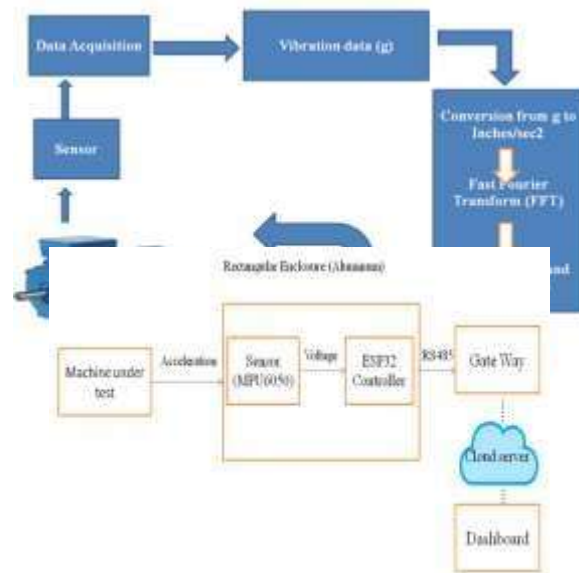 Data Acquisition
Vibration data (g)
Conversion from g to
Inches/sec2
Sensor
Fast Fourier
Transform (FFT)
and
Rectangular Enclosure (Aluminium)
Acceleration
Voltage
RS485
Machine under
test
Sensor
(MPU6050)
ESP32
Controller
Gate Way
Cloud server
Dashboard